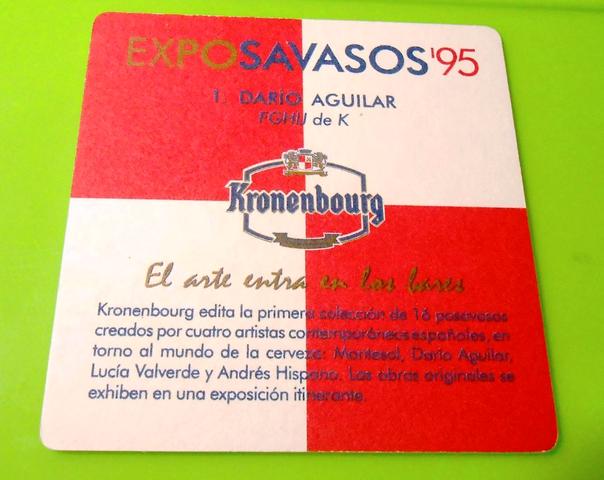 EXPOSAVASOS '95
1. DARÍO AGUILAR
FGHIJ de K
Kronenbourg
El arte entra en los bares
Kronenbourg edita la primera colección de 16 posavasos
creados por cuatro artistas contemporáneos españoles, en
torno al mundo de la cerveza: Mariscal, Darío Aguilar,
Lucía Valverde y Andrés Hispano. Las obras originales se
exhiben en una exposición itinerante.